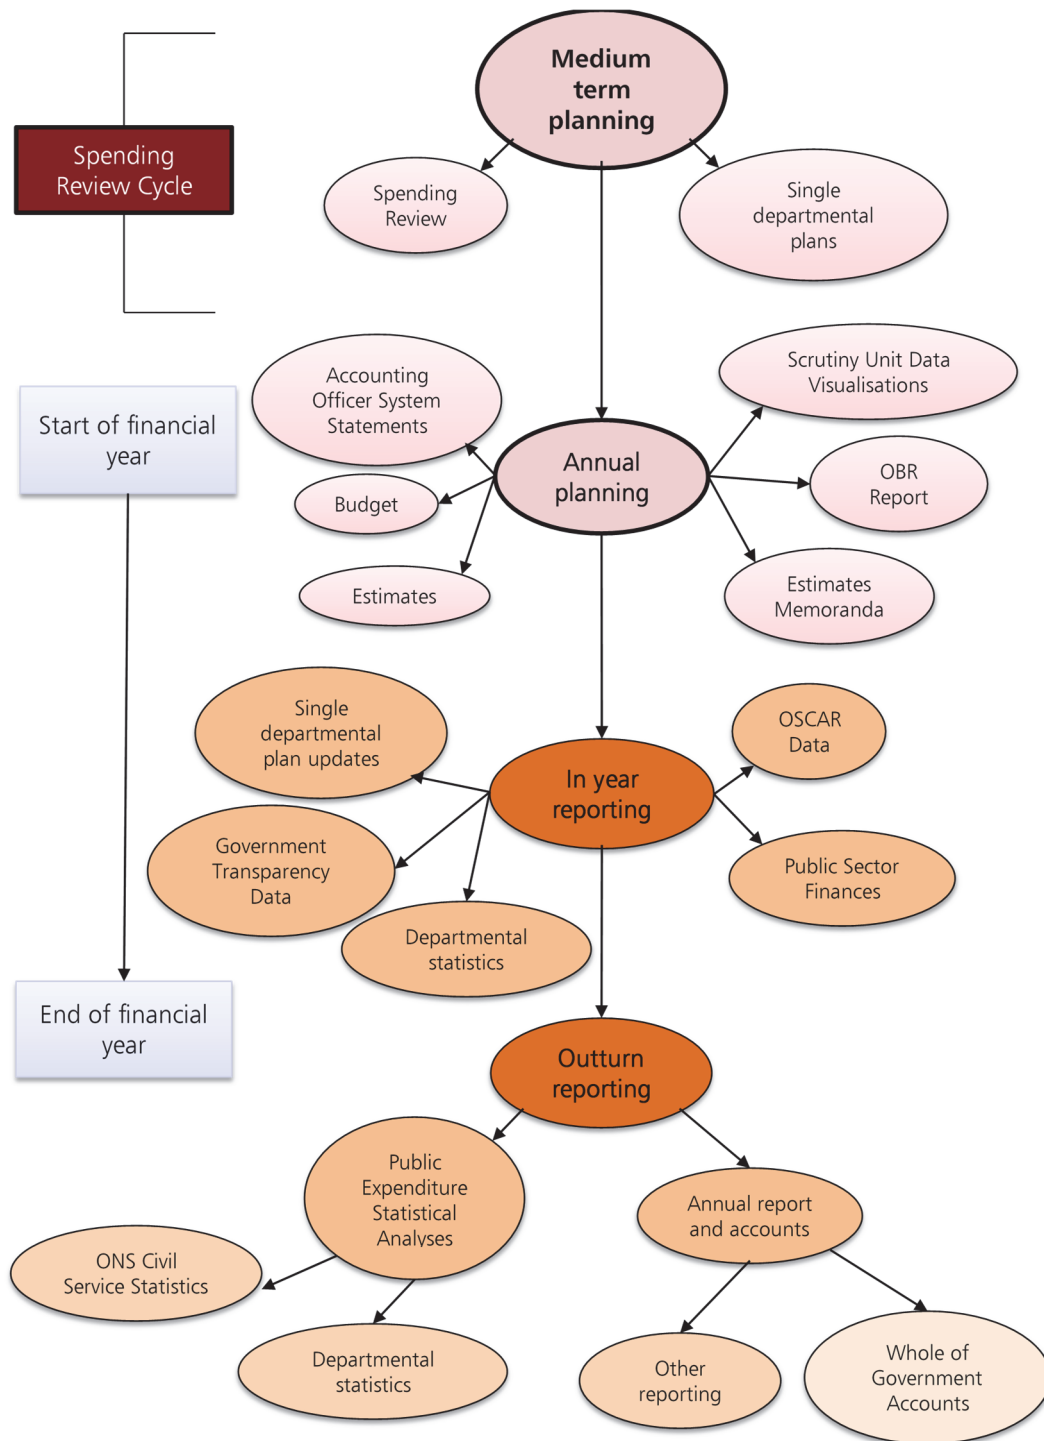 Medium
term
planning
Spending
Review Cycle
Spending
Review
Single
departmental
plans
Accounting
Officer System
Statements
Scrutiny Unit Data
Visualisations
Start of financial
year
Annual
planning
OBR
Report
Budget
Estimates
Estimates
Memoranda
Single
departmental
plan updates
OSCAR
Data
In year
reporting
Government
Transparency
Data
Public Sector
Finances
Departmental
statistics
End of financial
year
Outturn
reporting
Public
Expenditure
Statistical
Analyses
Annual report
and accounts
ONS Civil
Service Statistics
Departmental
statistics
Other
reporting
Whole of
Government
Accounts